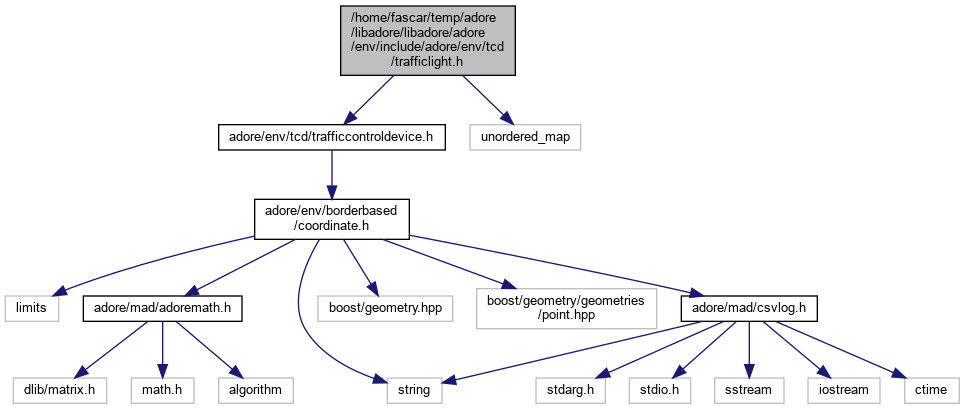 /home/fascar/temp/adore
/libadore/libadore/adore
/env/include/adore/env/tcd
/trafficlight.h
adore/env/tcd/trafficcontroldevice.h
unordered_map
adore/env/borderbased
/coordinate.h
limits
adore/mad/adoremath.h
boost/geometry.hpp
boost/geometry/geometries
/point.hpp
adore/mad/csvlog.h
dlib/matrix.h
math.h
algorithm
string
stdarg.h
stdio.h
sstream
iostream
ctime